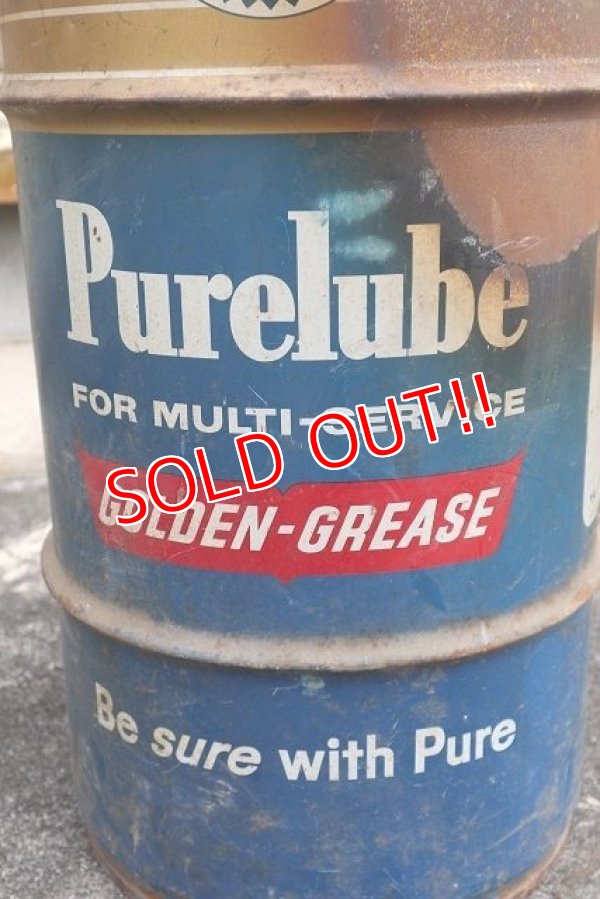 Purelube
FOR MULTI-SERVICE
SOLD OUT!!
GOLDEN-GREASE
Be sure with Pure